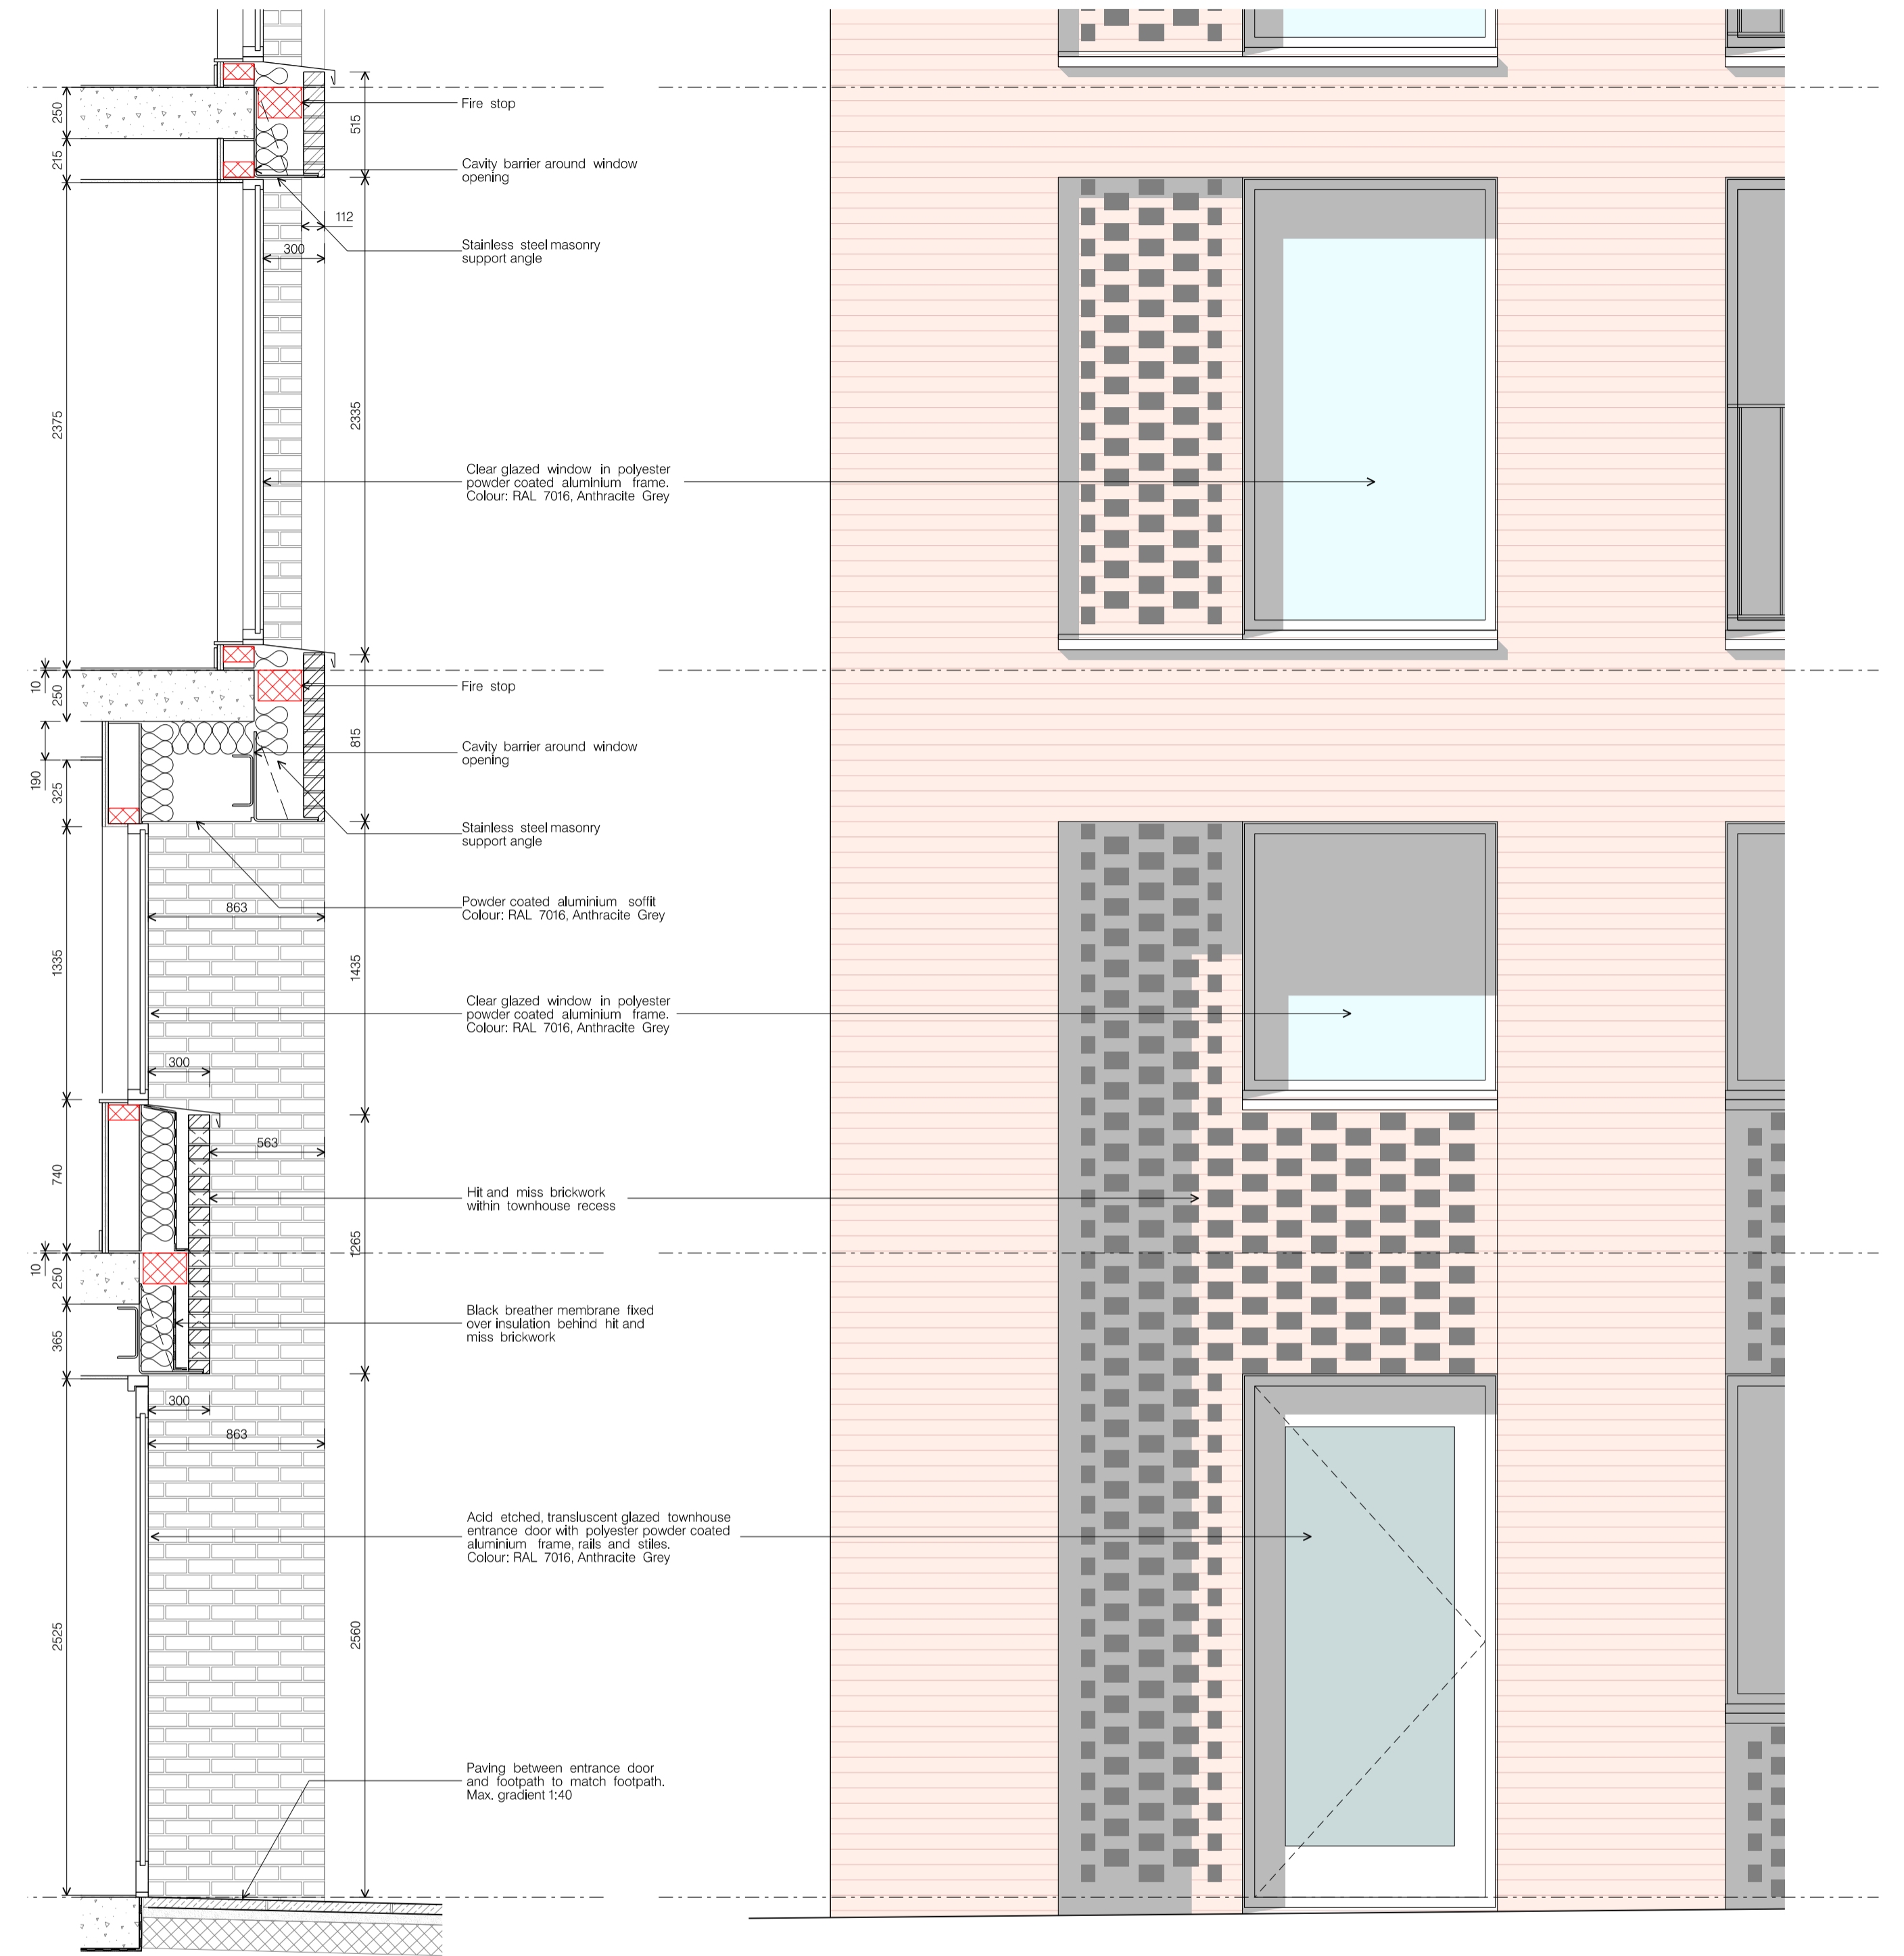 250
215
2375
10
250
190
325
1335
740
10
250
365
2525
515
112
300
2335
815
863
1435
300
563
1265
300
863
2560
Fire stop
Cavity barrier around window
opening
Stainless steel masonry
support angle
Clear glazed window in polyester
powder coated aluminium frame.
Colour: RAL 7016, Anthracite Grey
Fire stop
Cavity barrier around window
opening
Stainless steel masonry
support angle
Powder coated aluminium soffit
Colour: RAL 7016, Anthracite Grey
Clear glazed window in polyester
powder coated aluminium frame.
Colour: RAL 7016, Anthracite Grey
Hit and miss brickwork
within townhouse recess
Black breather membrane fixed
over insulation behind hit and
miss brickwork
Acid etched, transluscent glazed townhouse
entrance door with polyester powder coated
aluminium frame, rails and stiles.
Colour: RAL 7016, Anthracite Grey
Paving between entrance door
and footpath to match footpath.
Max. gradient 1:40